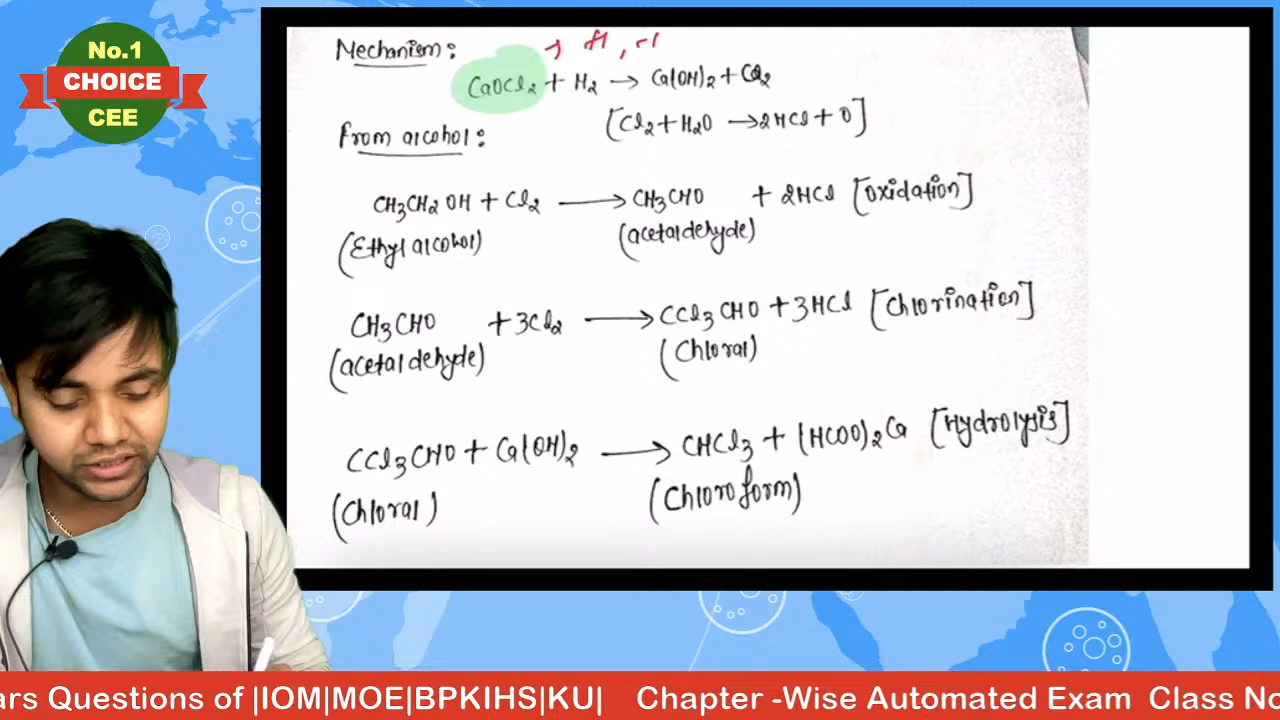 No.1
CHOICE
CEE
Mechanism:
CaOCl₂ + H₂ → Ca(OH)₂ + Cl₂
[Cl₂ + H₂O → 2HCl + O]
From alcohol:
CH₃CH₂OH + Cl₂ → CH₃CHO + 2HCl [Oxidation]
(Ethyl alcohol) (acetaldehyde)
CH₃CHO + 3Cl₂ → CCl₃CHO + 3HCl [Chlorination]
(acetaldehyde) (Chloral)
CCl₃CHO + Ca(OH)₂ → CHCl₃ + (HCOO)₂Ca [Hydrolysis]
(Chloral) (Chloroform)
ars Questions of ||IOM|MOE|BPKIHS|KU| Chapter -Wise Automated Exam Class No